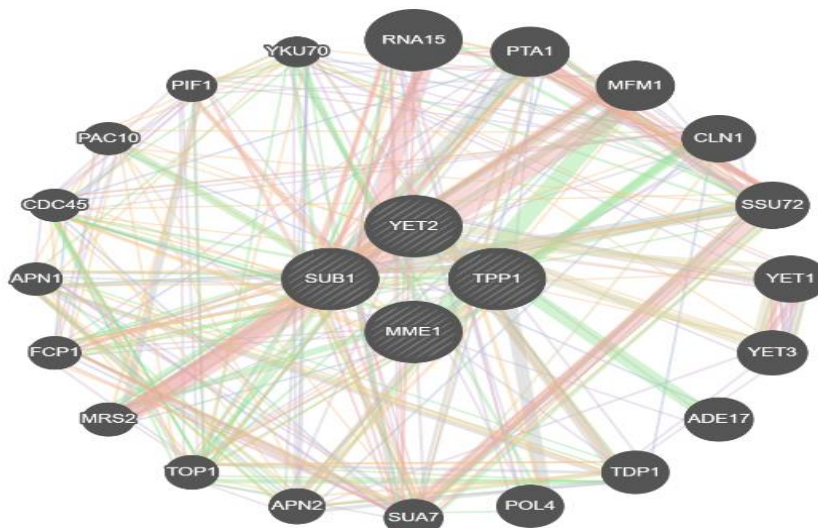 RNA15
YKU70
PTA1
PIF1
MFM1
PAC10
CLN1
CDC45
SSU72
YET2
APN1
SUB1
TPP1
YET1
MME1
FCP1
YET3
MRS2
ADE17
TOP1
TDP1
APN2
SUA7
POL4